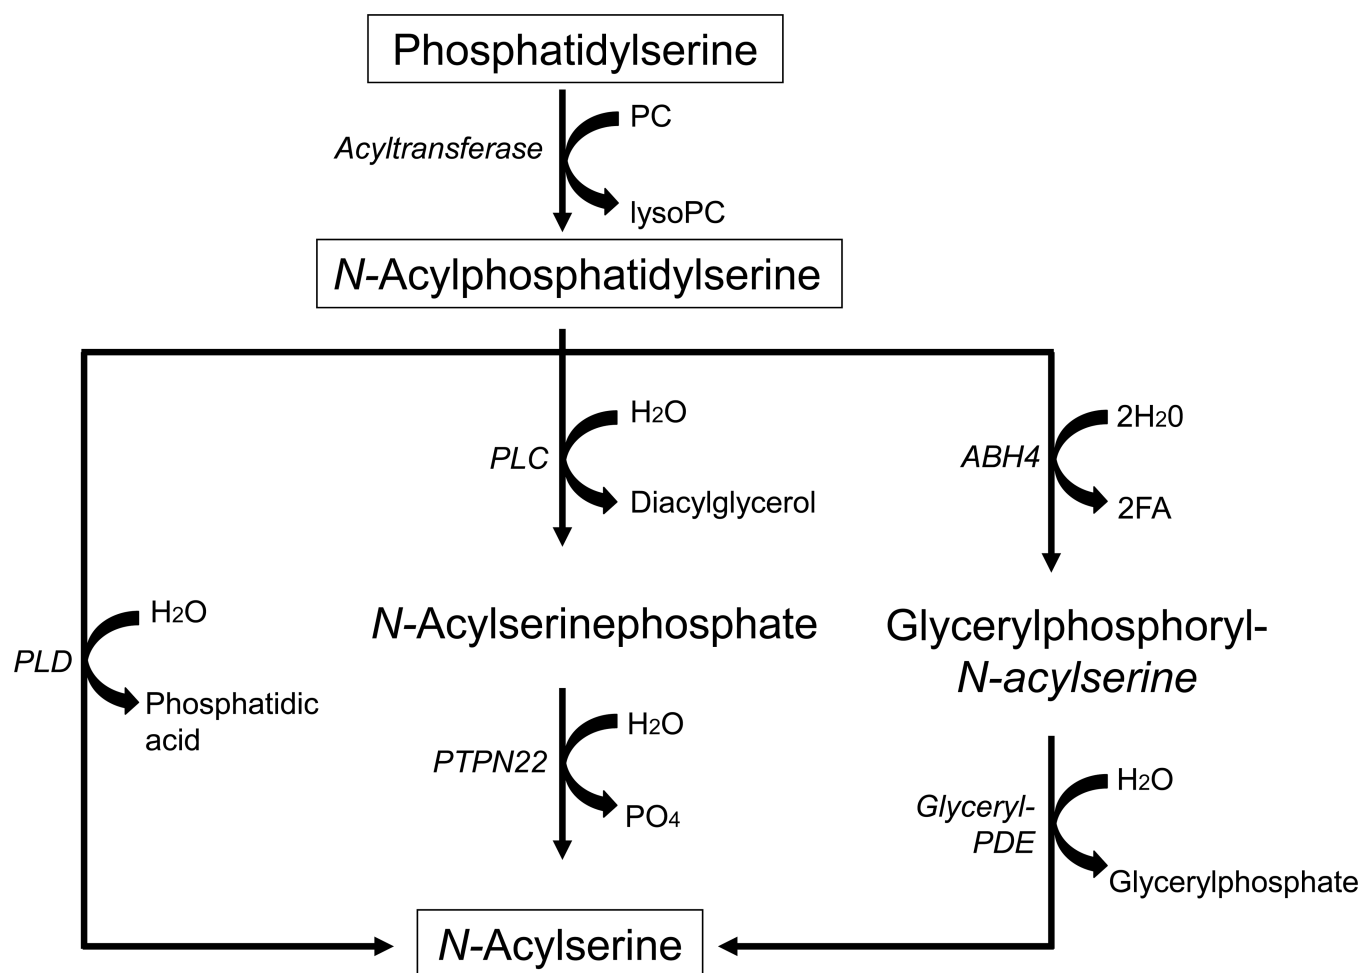 Phosphatidylserine
PC
Acyltransferase
lysoPC
N-Acylphosphatidylserine
H2O
2H20
PLC
ABH4
Diacylglycerol
2FA
H2O
N-Acylserinephosphate
Glycerylphosphoryl-
N-acylserine
PLD
Phosphatidic
acid
H2O
PTPN22
H2O
PO4
Glyceryl-
PDE
Glycerylphosphate
N-Acylserine